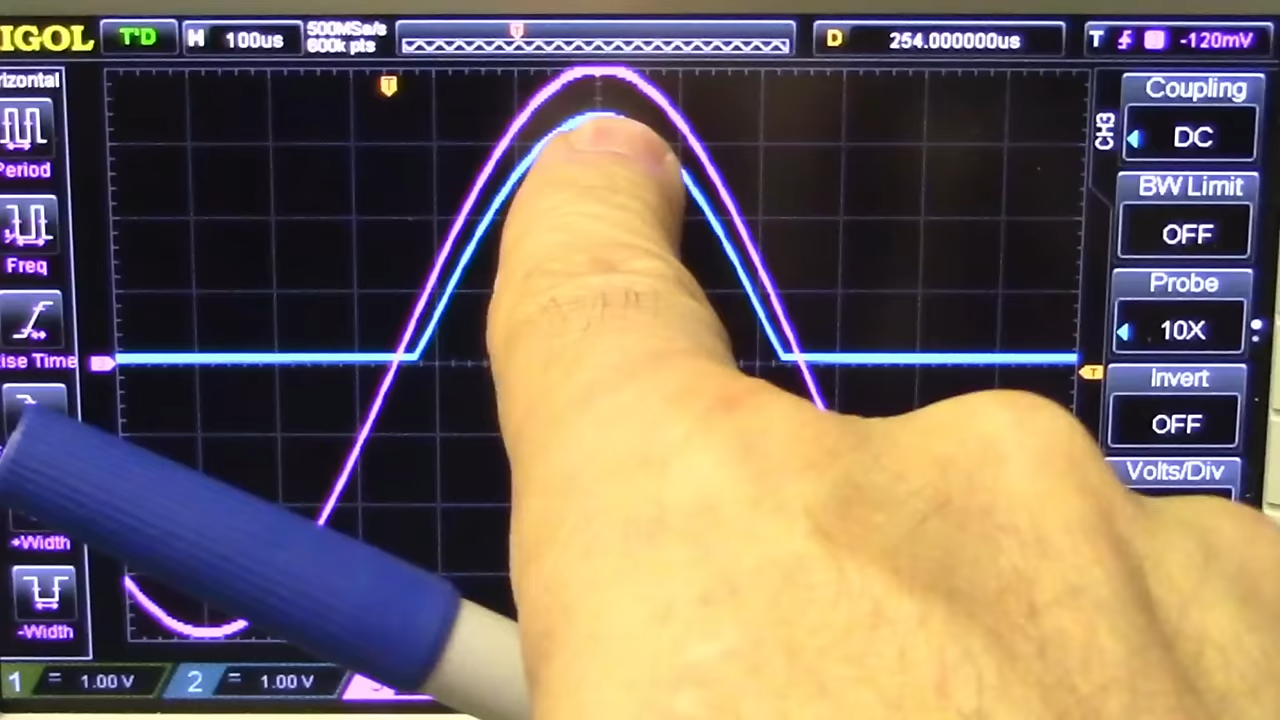 IGOL T'D H 100us 500MSa/s 600k pts T D 254.000000us T -120mV
rizontal
Period
Freq
ise Time
+Width
-Width
T
T
CH3
Coupling
DC
BW Limit
OFF
Probe
10X
Invert
OFF
Volts/Div
1 = 1.00 V 2 = 1.00 V